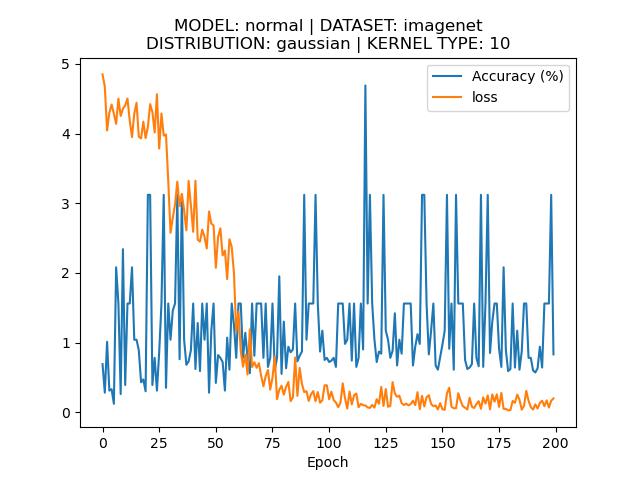 MODEL: normal | DATASET: imagenet
DISTRIBUTION: gaussian | KERNEL TYPE: 10
Accuracy (%)
loss
5
4
3
2
1
0
0 25 50 75 100 125 150 175 200
Epoch